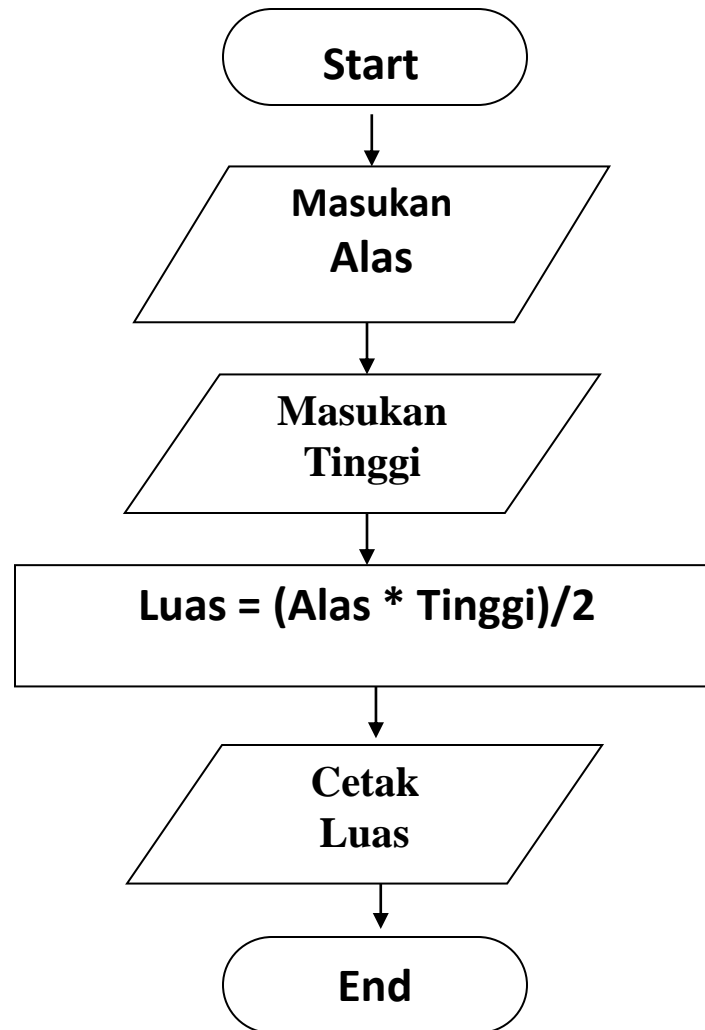 Start
Masukan
Alas
Masukan
Tinggi
Luas = (Alas * Tinggi)/2
Cetak
Luas
End